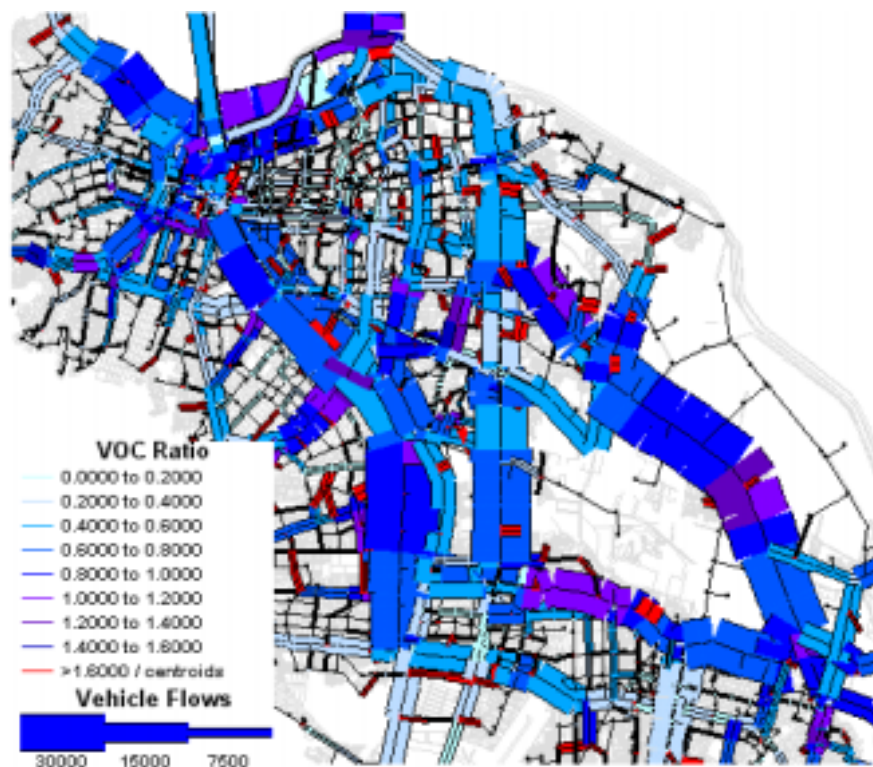 VOC Ratio
0.0000 to 0.2000
0.2000 to 0.4000
0.4000 to 0.6000
0.6000 to 0.8000
0.8000 to 1.0000
1.0000 to 1.2000
1.2000 to 1.4000
1.4000 to 1.6000
>1.6000 / centroids
Vehicle Flows
30000 15000 7500